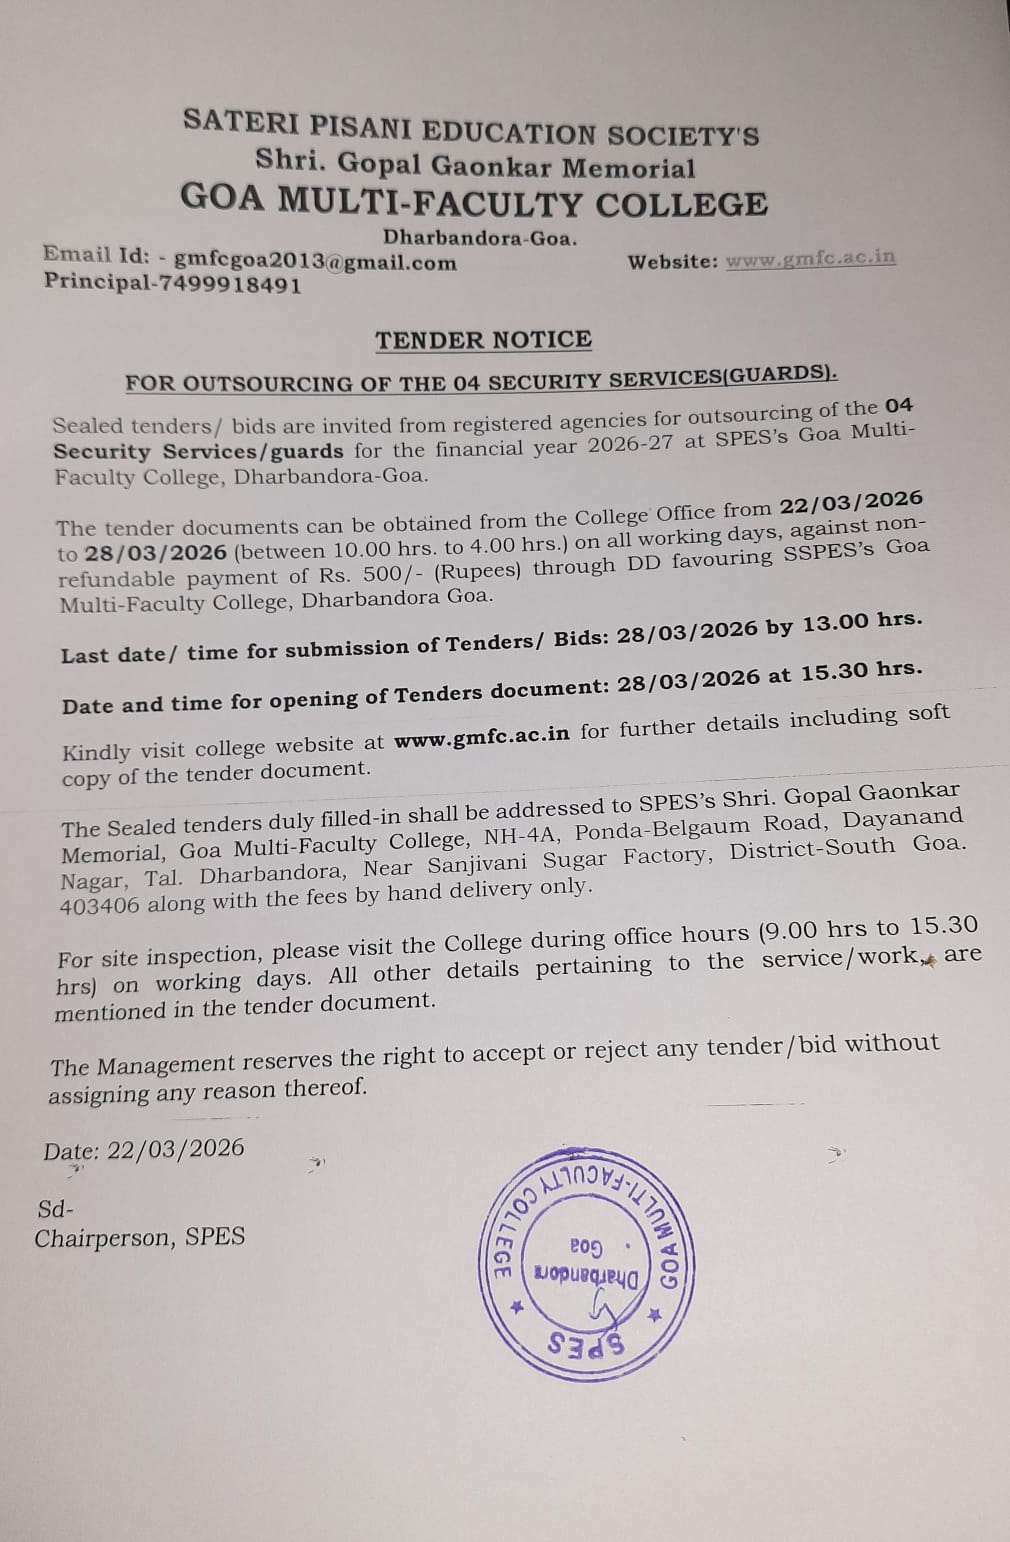 SATERI PISANI EDUCATION SOCIETY'S
Shri. Gopal Gaonkar Memorial
GOA MULTI-FACULTY COLLEGE
Dharbandora-Goa.
Email Id: - gmfcgoa2013@gmail.com Website: www.gmfc.ac.in
Principal-7499918491
TENDER NOTICE
FOR OUTSOURCING OF THE 04 SECURITY SERVICES(GUARDS).
Sealed tenders/ bids are invited from registered agencies for outsourcing of the 04
Security Services/guards for the financial year 2026-27 at SPES's Goa Multi-
Faculty College, Dharbandora-Goa.
The tender documents can be obtained from the College Office from 22/03/2026
to 28/03/2026 (between 10.00 hrs. to 4.00 hrs.) on all working days, against non-
refundable payment of Rs. 500/- (Rupees) through DD favouring SSPES's Goa
Multi-Faculty College, Dharbandora Goa.
Last date/ time for submission of Tenders/ Bids: 28/03/2026 by 13.00 hrs.
Date and time for opening of Tenders document: 28/03/2026 at 15.30 hrs.
Kindly visit college website at www.gmfc.ac.in for further details including soft
copy of the tender document.
The Sealed tenders duly filled-in shall be addressed to SPES's Shri. Gopal Gaonkar
Memorial, Goa Multi-Faculty College, NH-4A, Ponda-Belgaum Road, Dayanand
Nagar, Tal. Dharbandora, Near Sanjivani Sugar Factory, District-South Goa.
403406 along with the fees by hand delivery only.
For site inspection, please visit the College during office hours (9.00 hrs to 15.30
hrs) on working days. All other details pertaining to the service/work, are
mentioned in the tender document.
The Management reserves the right to accept or reject any tender/bid without
assigning any reason thereof.
Date: 22/03/2026
Sd-
Chairperson, SPES
SPES
GOA MULTI-FACULTY COLLEGE
Dharbandora
Goa